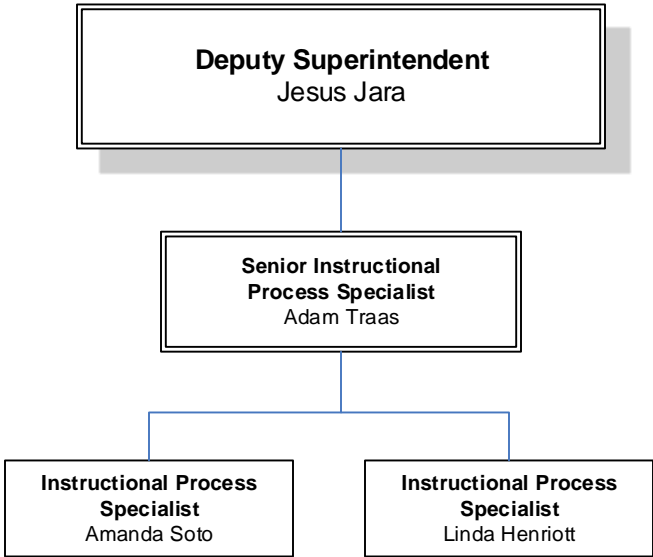 Deputy Superintendent
Jesus Jara
Senior Instructional
Process Specialist
Adam Traas
Instructional Process
Specialist
Amanda Soto
Instructional Process
Specialist
Linda Henriott